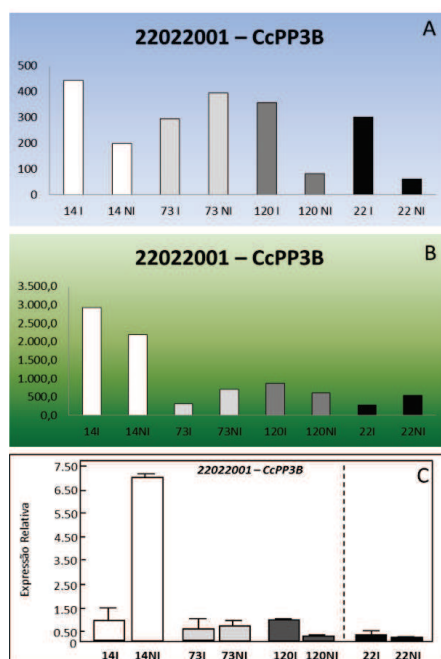 A
22022001 – CcPP3B
500
400
300
200
100
0
14 I 14 NI 73 I 73 NI 120 I 120 NI 22 I 22 NI
B
22022001 – CcPP3B
3.500,0
3.000,0
2.500,0
2.000,0
1.500,0
1.000,0
500,0
0,0
14I 14NI 73I 73NI 120I 120NI 22I 22NI
C
22022001 – CcPP3B
Expressão Relativa
7.50
6.50
5.50
4.50
2.50
1.50
0.50
14I 14NI 73I 73NI 120I 120NI 22I 22NI